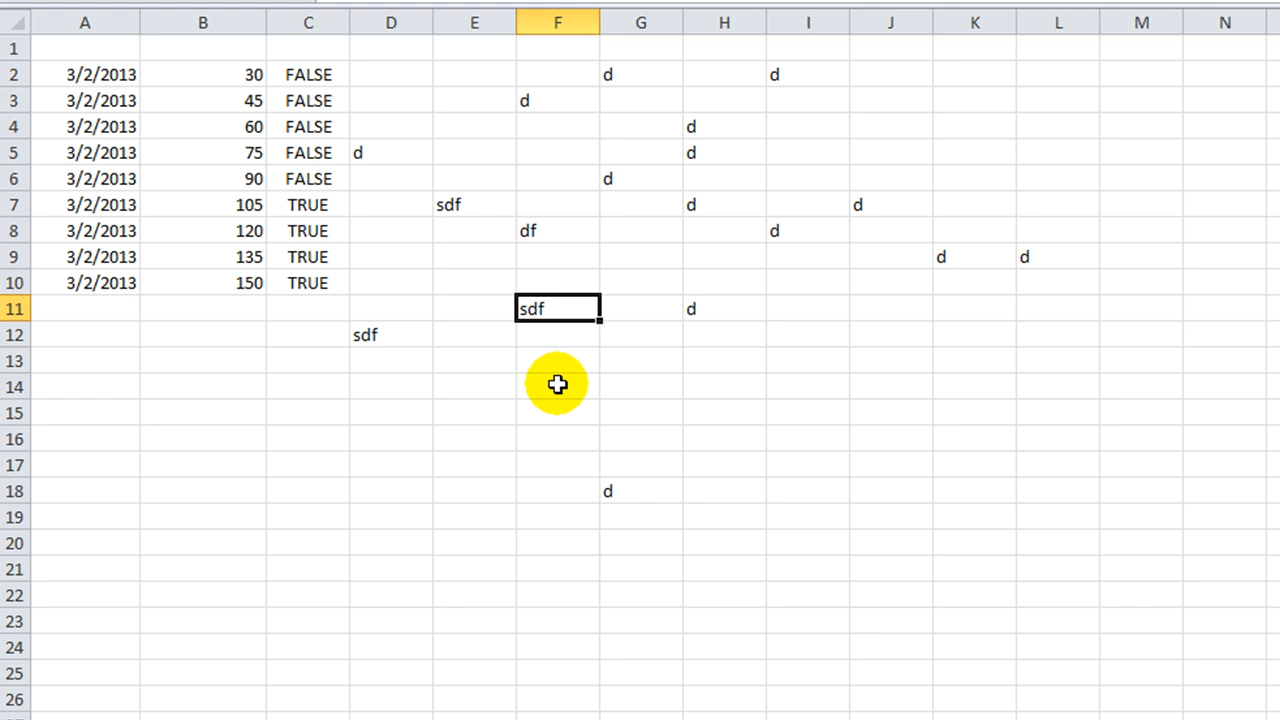 A B C D E F G H I J K L M N
1
2 3/2/2013 30 FALSE d d
3 3/2/2013 45 FALSE d
4 3/2/2013 60 FALSE d
5 3/2/2013 75 FALSE d d
6 3/2/2013 90 FALSE d
7 3/2/2013 105 TRUE sdf d d
8 3/2/2013 120 TRUE df d
9 3/2/2013 135 TRUE d d
10 3/2/2013 150 TRUE
11 sdf d
12 sdf
13
14
15
16
17
18 d
19
20
21
22
23
24
25
26